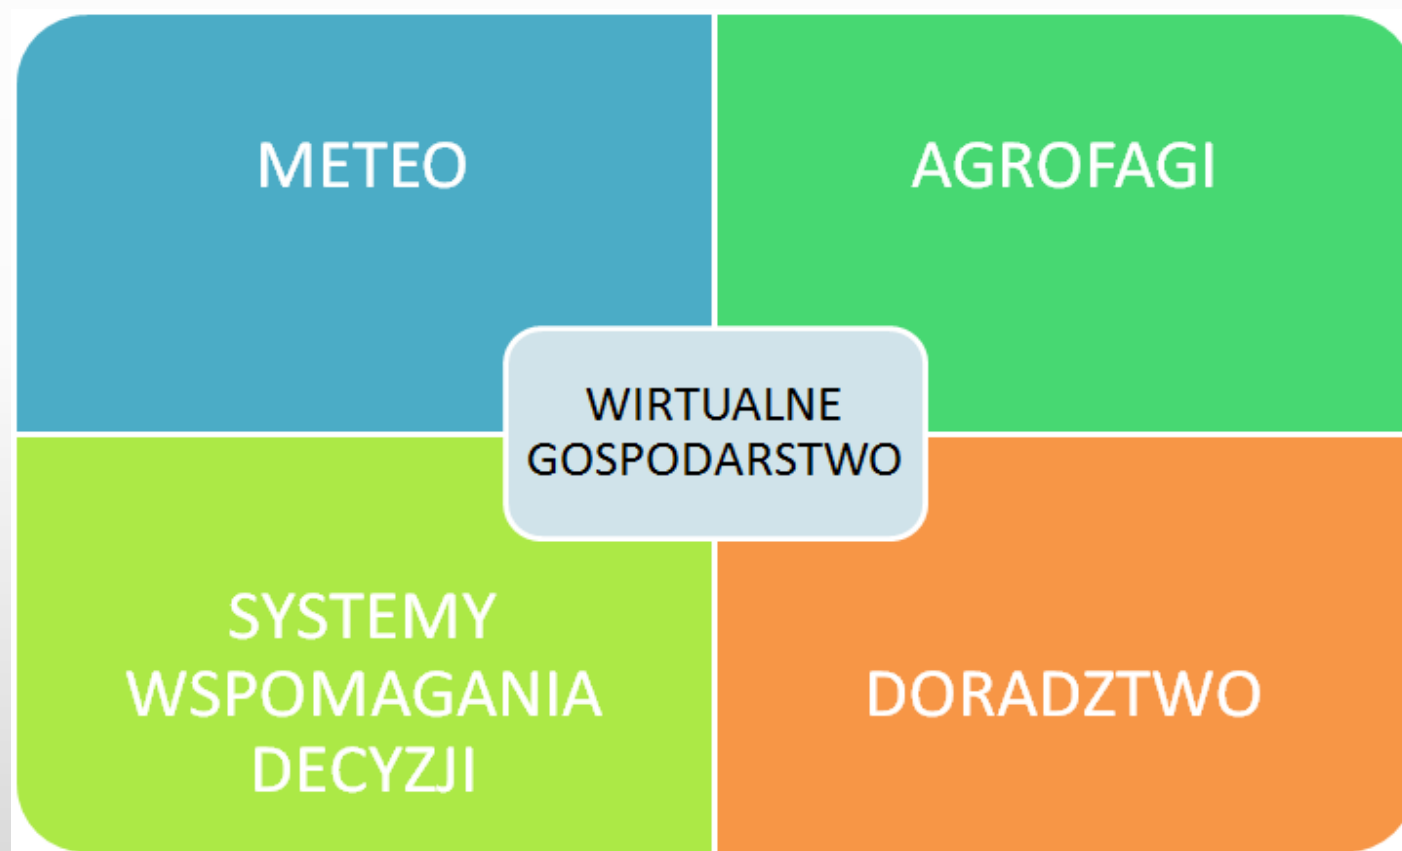 METEO
AGROFAGI
WIRTUALNE
GOSPODARSTWO
SYSTEMY
WSPOMAGANIA
DECYZJI
DORADZTWO